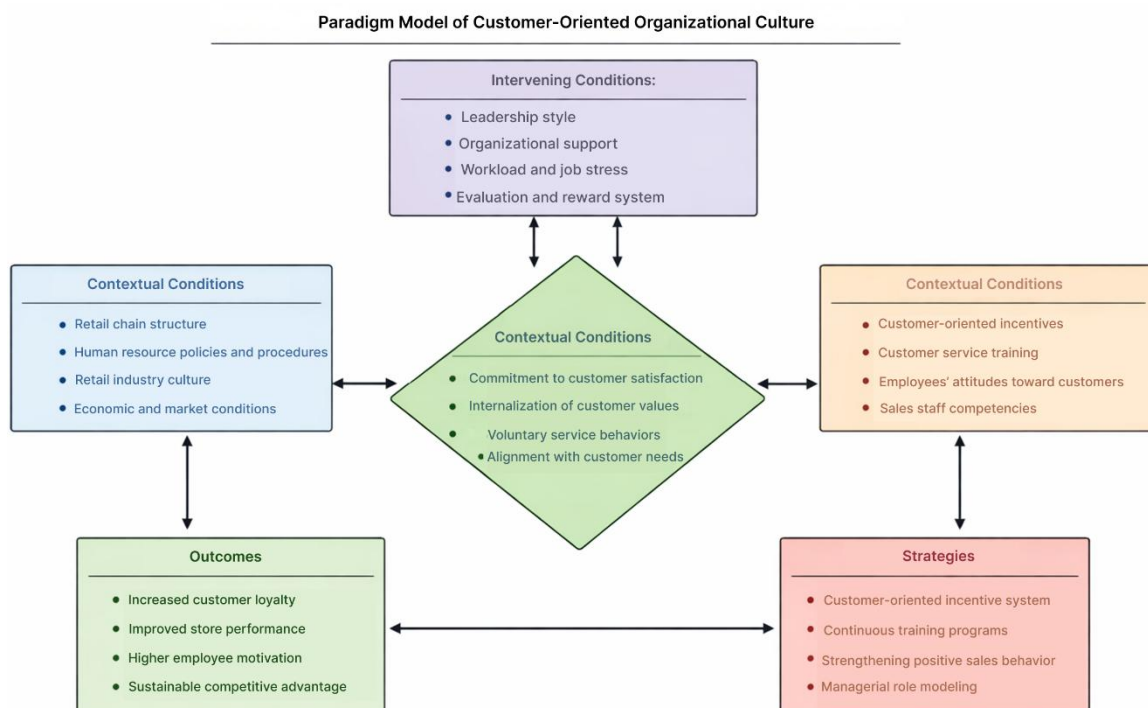 Paradigm Model of Customer-Oriented Organizational Culture
Intervening Conditions:
• Leadership style
• Organizational support
• Workload and job stress
• Evaluation and reward system
Contextual Conditions
• Retail chain structure
• Human resource policies and procedures
• Retail industry culture
• Economic and market conditions
Contextual Conditions
• Commitment to customer satisfaction
• Internalization of customer values
• Voluntary service behaviors
• Alignment with customer needs
Contextual Conditions
• Customer-oriented incentives
• Customer service training
• Employees' attitudes toward customers
• Sales staff competencies
Outcomes
• Increased customer loyalty
• Improved store performance
• Higher employee motivation
• Sustainable competitive advantage
Strategies
• Customer-oriented incentive system
• Continuous training programs
• Strengthening positive sales behavior
• Managerial role modeling